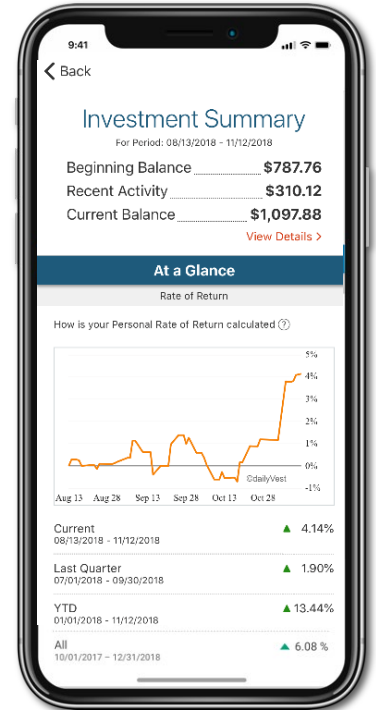 9:41
Back
Investment Summary
For Period: 08/13/2018 - 11/12/2018
Beginning Balance $787.76
Recent Activity $310.12
Current Balance $1,097.88
View Details >
At a Glance
Rate of Return
How is your Personal Rate of Return calculated ?
5%
4%
3%
2%
1%
0%
-1%
©dailyVest
Aug 13 Aug 28 Sep 13 Sep 28 Oct 13 Oct 28
Current 4.14%
08/13/2018 - 11/12/2018
Last Quarter 1.90%
07/01/2018 - 09/30/2018
YTD 13.44%
01/01/2018 - 11/12/2018
All 6.08 %
10/01/2017 – 12/31/2018